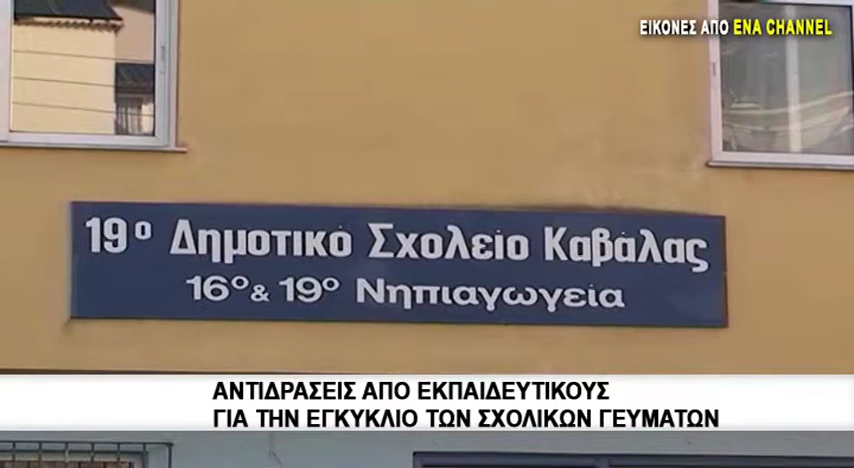 ΕΙΚΟΝΕΣ ΑΠΟ ΕΝΑ CHANNEL
19ο Δημοτικό Σχολείο Καβάλας
16ο & 19ο Νηπιαγωγεία
ΑΝΤΙΔΡΑΣΕΙΣ ΑΠΟ ΕΚΠΑΙΔΕΥΤΙΚΟΥΣ
ΓΙΑ ΤΗΝ ΕΓΚΥΚΛΙΟ ΤΩΝ ΣΧΟΛΙΚΩΝ ΓΕΥΜΑΤΩΝ